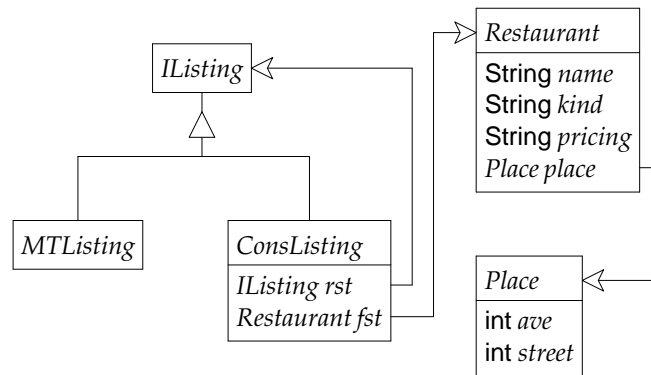 IListing
MTListing
ConsListing
IListing rst
Restaurant fst
Restaurant
String name
String kind
String pricing
Place place
Place
int ave
int street